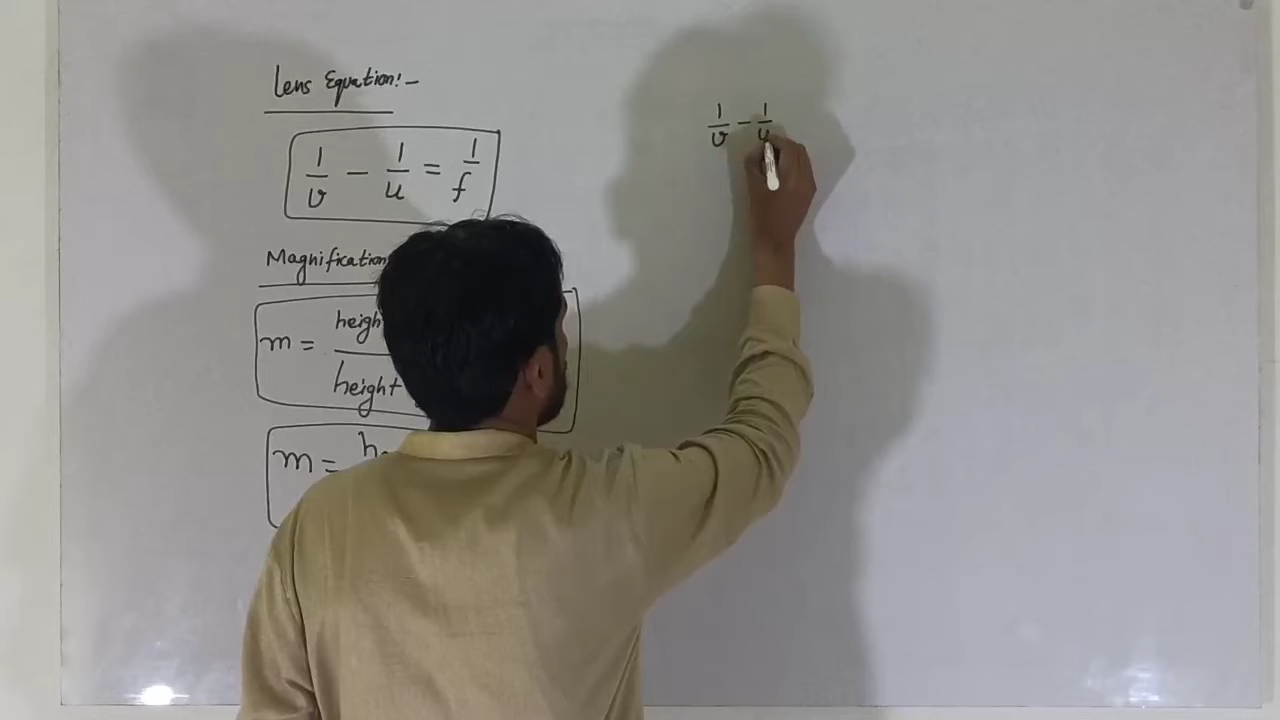 Lens Equation:-
1/v - 1/u = 1/f
Magnification
m = height / height
m = h
1/v - 1/u